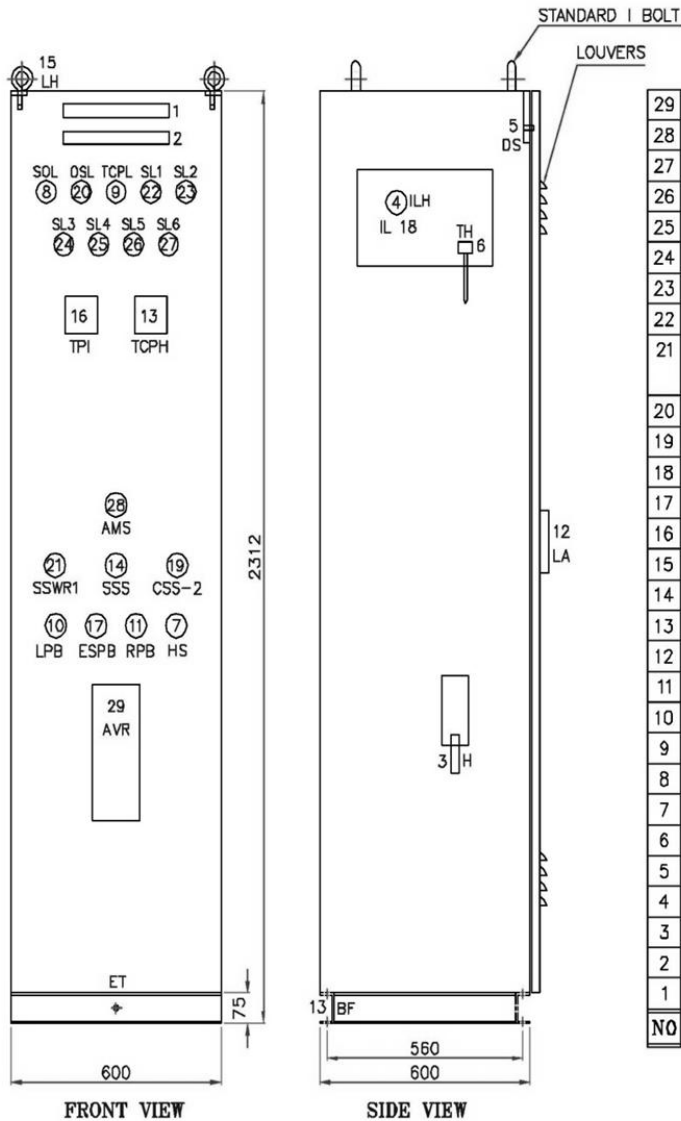 STANDARD I BOLT
LOUVERS
15
LH
1
2
SOL OSL TCPL SL1 SL2
8 20 9 22 23
SL3 SL4 SL5 SL6
24 25 26 27
16 13
TPI TCPH
28
AMS
21 14 19
SSWR1 SSS CSS-2
10 17 11 7
LPB ESPB RPB HS
29
AVR
ET
75
2312
600
FRONT VIEW
5
DS
4 ILH
IL 18
TH
6
12
LA
3 H
13 BF
560
600
SIDE VIEW
29
28
27
26
25
24
23
22
21
20
19
18
17
16
15
14
13
12
11
10
9
8
7
6
5
4
3
2
1
NO